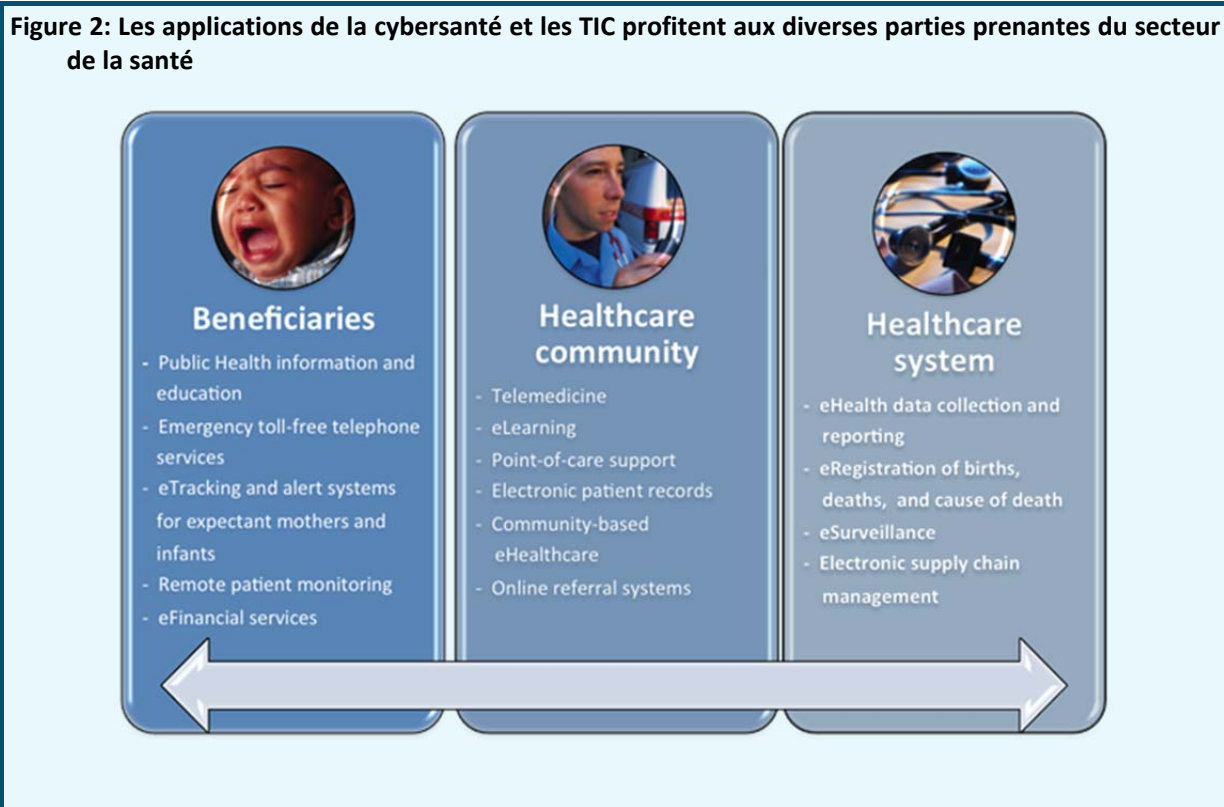 Figure 2: Les applications de la cybersanté et les TIC profitent aux diverses parties prenantes du secteur
de la santé
Beneficiaries
- Public Health information and
education
- Emergency toll-free telephone
services
- eTracking and alert systems
for expectant mothers and
infants
- Remote patient monitoring
- eFinancial services
Healthcare
community
- Telemedicine
- eLearning
- Point-of-care support
- Electronic patient records
- Community-based
eHealthcare
- Online referral systems
Healthcare
system
- eHealth data collection and
reporting
- eRegistration of births,
deaths, and cause of death
- eSurveillance
- Electronic supply chain
management